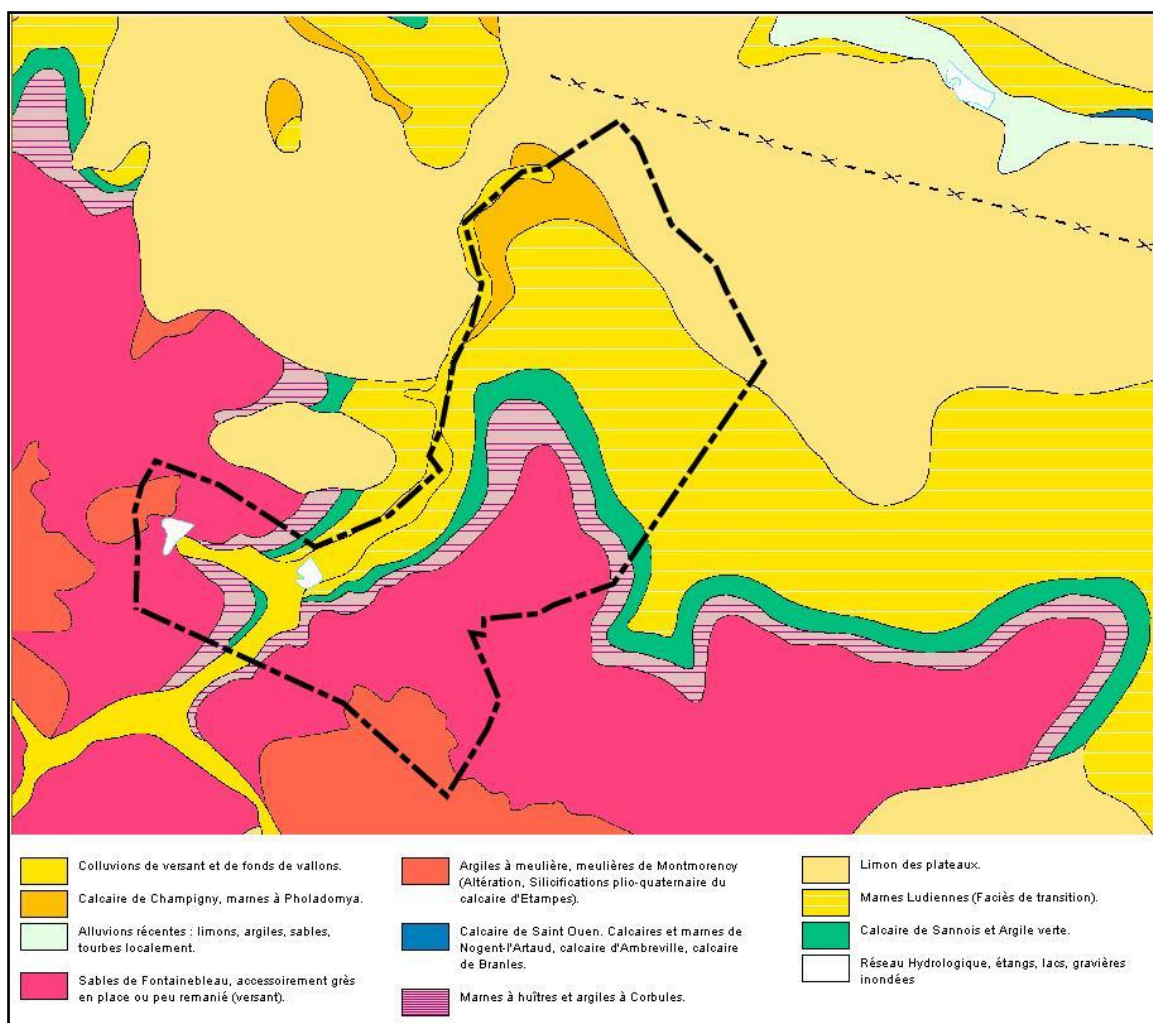 Colluvions de versant et de fonds de vallons.
Calcaire de Champigny, marnes à Pholadomya.
Alluvions récentes : limons, argiles, sables,
tourbes localement.
Sables de Fontainebleau, accessoirement grès
en place ou peu remanié (versant).
Argiles à meulière, meulières de Montmorency
(Altération, Silicifications plio-quaternaire du
calcaire d'Etampes).
Calcaire de Saint Ouen. Calcaires et marnes de
Nogent-l'Artaud, calcaire d'Ambreville, calcaire
de Branles.
Marnes à huîtres et argiles à Corbules.
Limon des plateaux.
Marnes Ludiennes (Faciès de transition).
Calcaire de Sannois et Argile verte.
Réseau Hydrologique, étangs, lacs, gravières
inondées